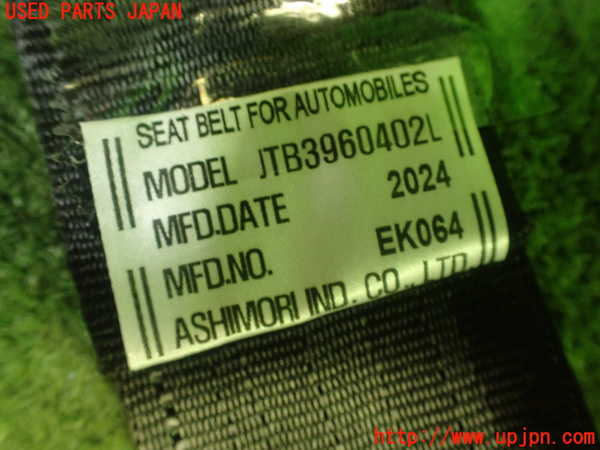 USED PARTS JAPAN
SEAT BELT FOR AUTOMOBILES
MODEL JTB3960402L
MFD.DATE 2024
MFD.NO. EK064
ASHIMORI IND. CO., LTD.
http://www.upjpn.com/